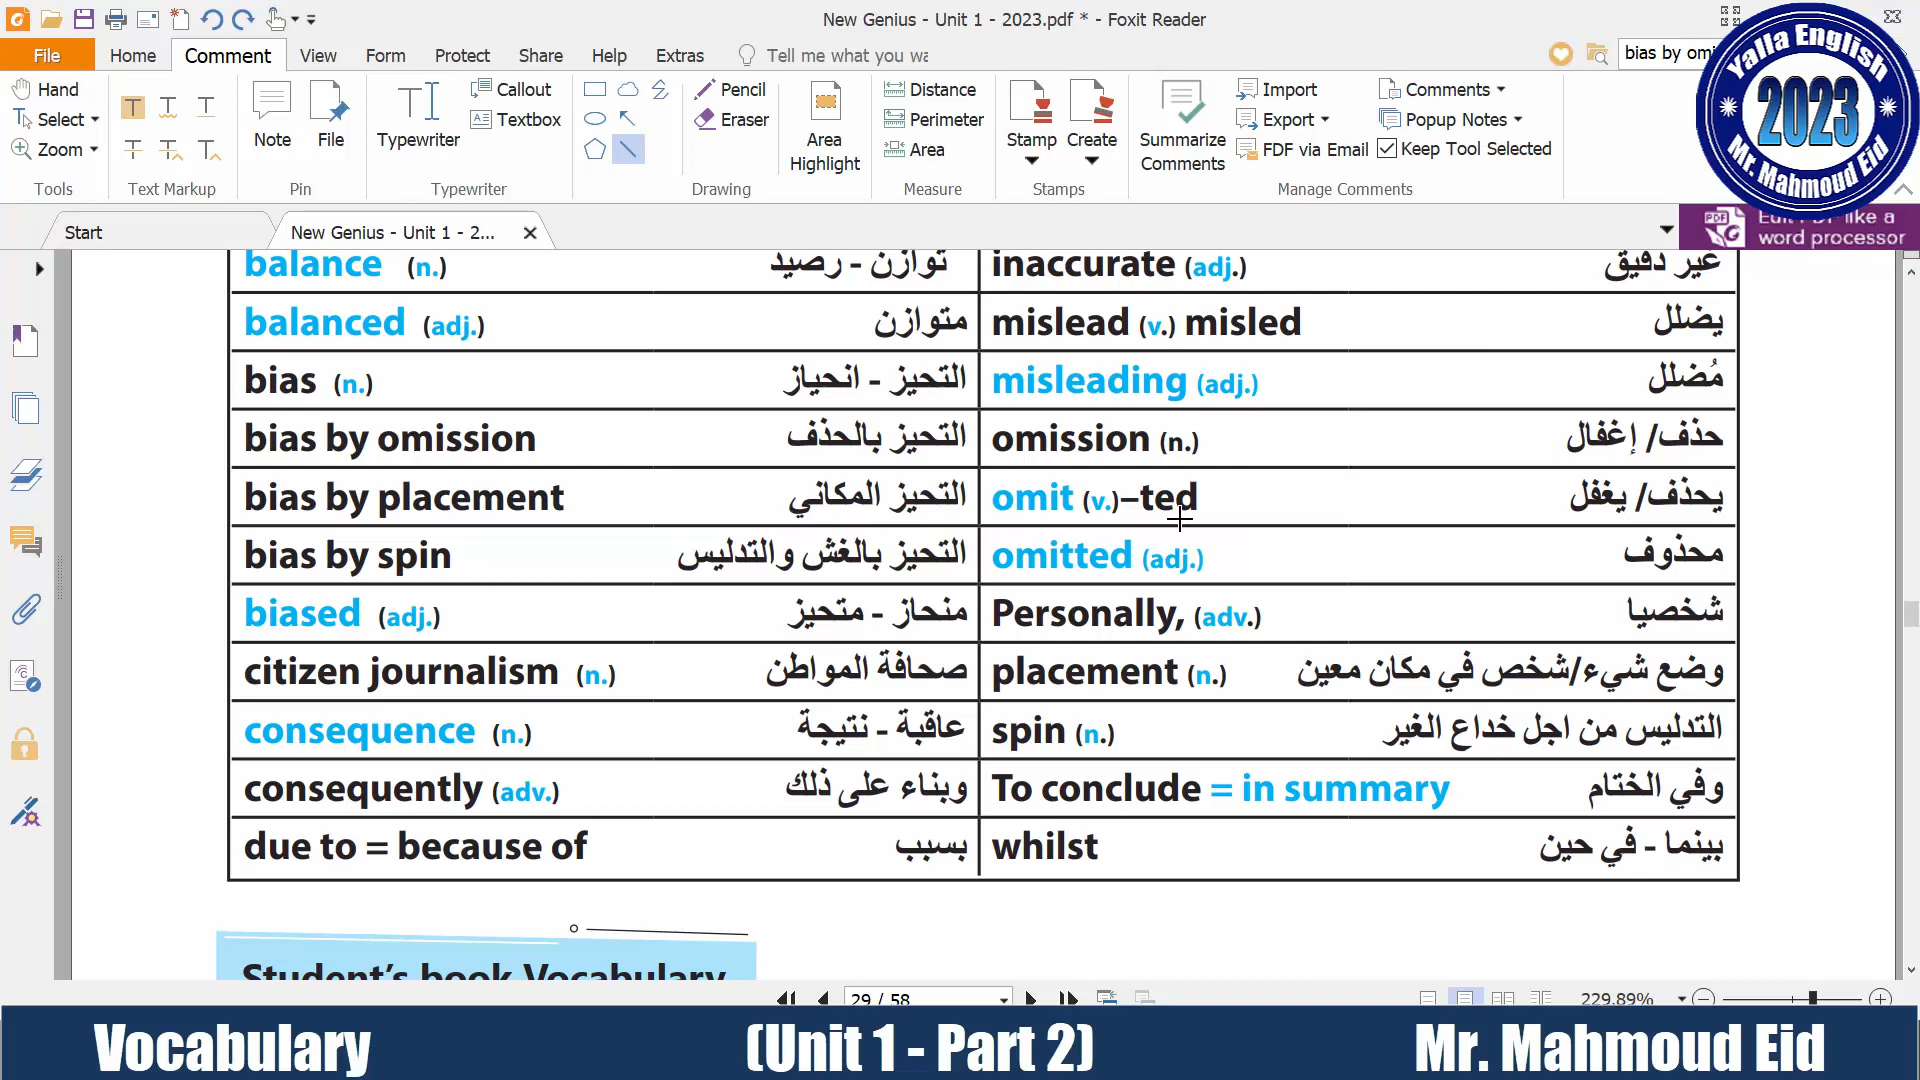 New Genius - Unit 1 - 2023.pdf * - Foxit Reader
File Home Comment View Form Protect Share Help Extras Tell me what you wa
bias by omi
Yalla English
2023
Mr. Mahmoud Eid
Hand
Select
Zoom
Tools
Text Markup
Note
File
Pin
Typewriter
Callout
Textbox
Typewriter
Pencil
Eraser
Drawing
Area
Highlight
Distance
Perimeter
Area
Measure
Stamp
Create
Stamps
Summarize
Comments
Import
Export
FDF via Email
Comments
Popup Notes
Keep Tool Selected
Manage Comments
Start
New Genius - Unit 1 - 2...
Edit PDF like a
word processor
balance (n.) توازن - رصيد inaccurate (adj.) غير دقيق
balanced (adj.) متوازن mislead (v.) misled يضلل
bias (n.) التحيز - انحياز misleading (adj.) مُضلل
bias by omission التحيز بالحذف omission (n.) حذف/ إغفال
bias by placement التحيز المكاني omit (v.)–ted يحذف/ يغفل
bias by spin التحيز بالغش والتدليس omitted (adj.) محذوف
biased (adj.) منحاز - متحيز Personally, (adv.) شخصيا
citizen journalism (n.) صحافة المواطن placement (n.) وضع شيء/شخص في مكان معين
consequence (n.) عاقبة - نتيجة spin (n.) التدليس من اجل خداع الغير
consequently (adv.) وبناء على ذلك To conclude = in summary وفي الختام
due to = because of بسبب whilst بينما - في حين
Student's book Vocabulary
29 / 58
229.89%
Vocabulary (Unit 1 - Part 2) Mr. Mahmoud Eid